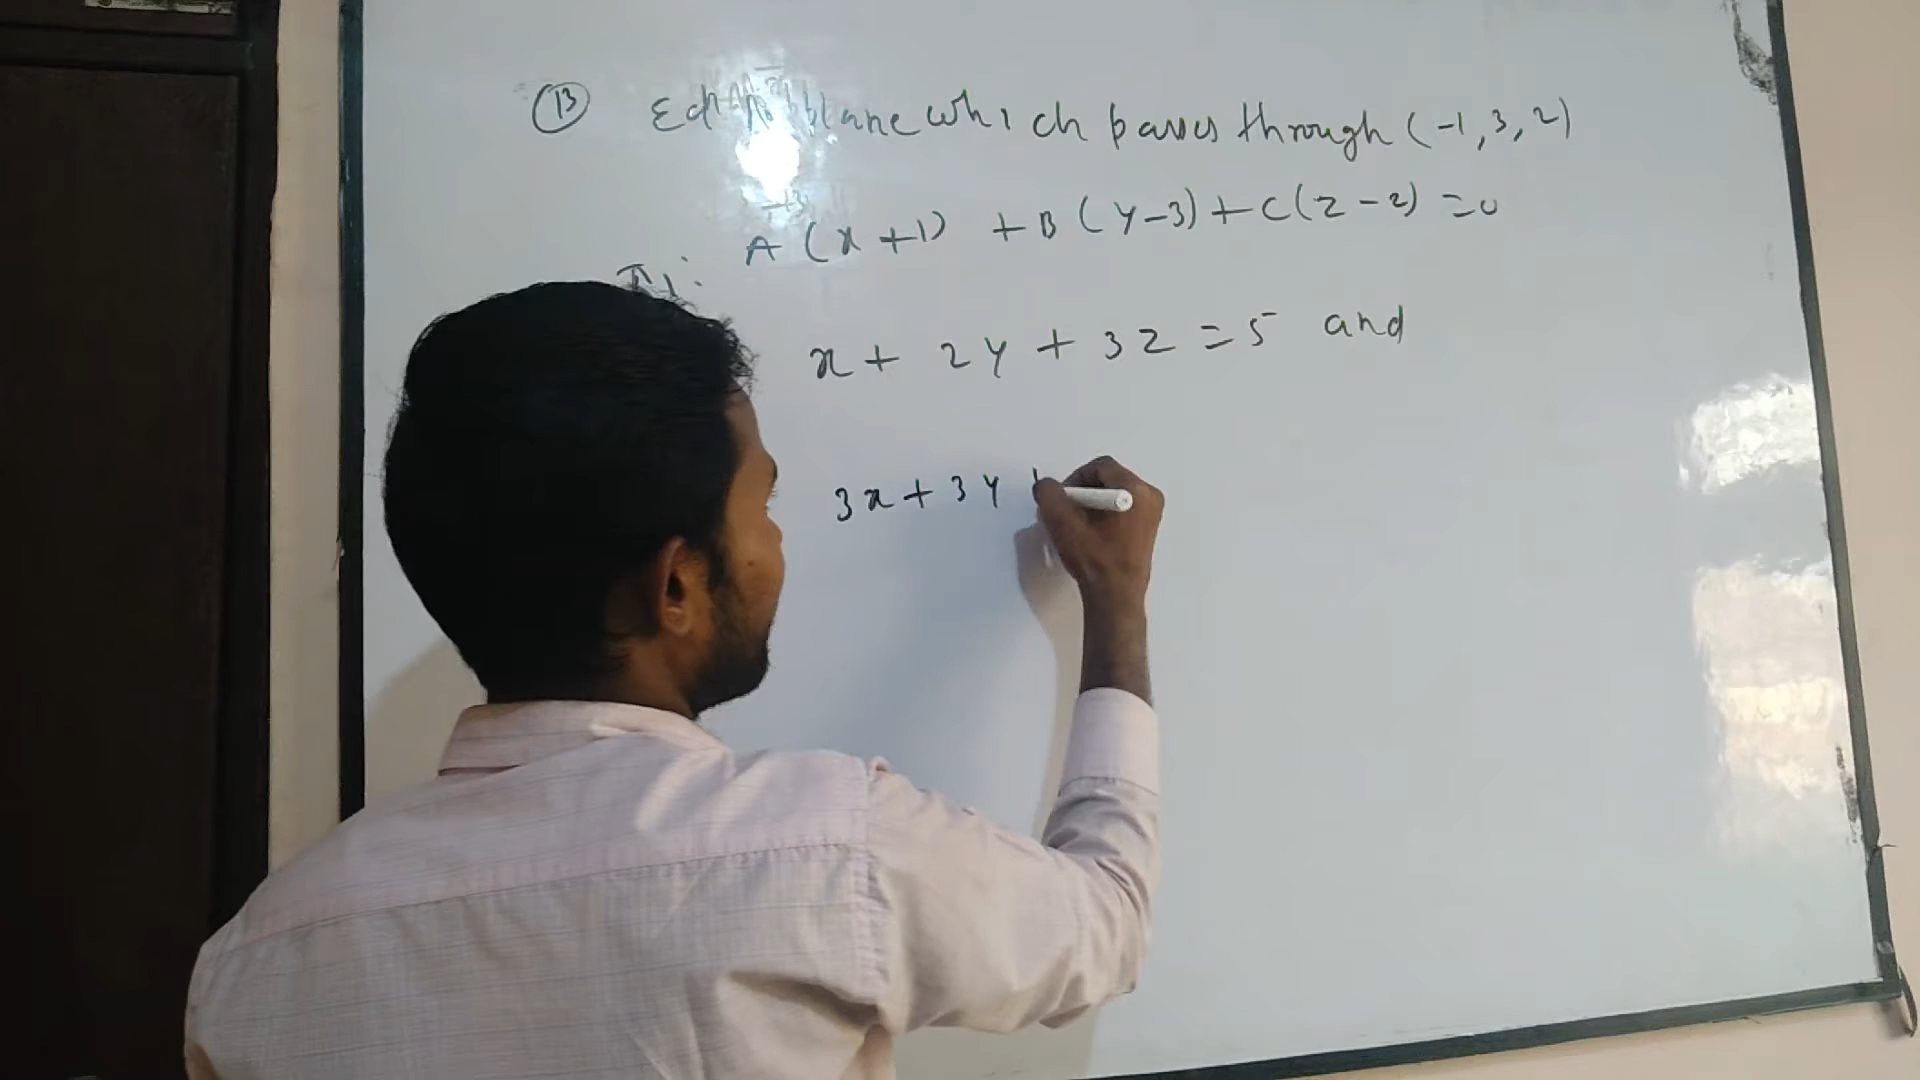 13 Eqn plane which passes through (-1, 3, 2)
A (x + 1) + B (y - 3) + C (z - 2) = 0
π1:
x + 2y + 3z = 5 and
3x + 3y